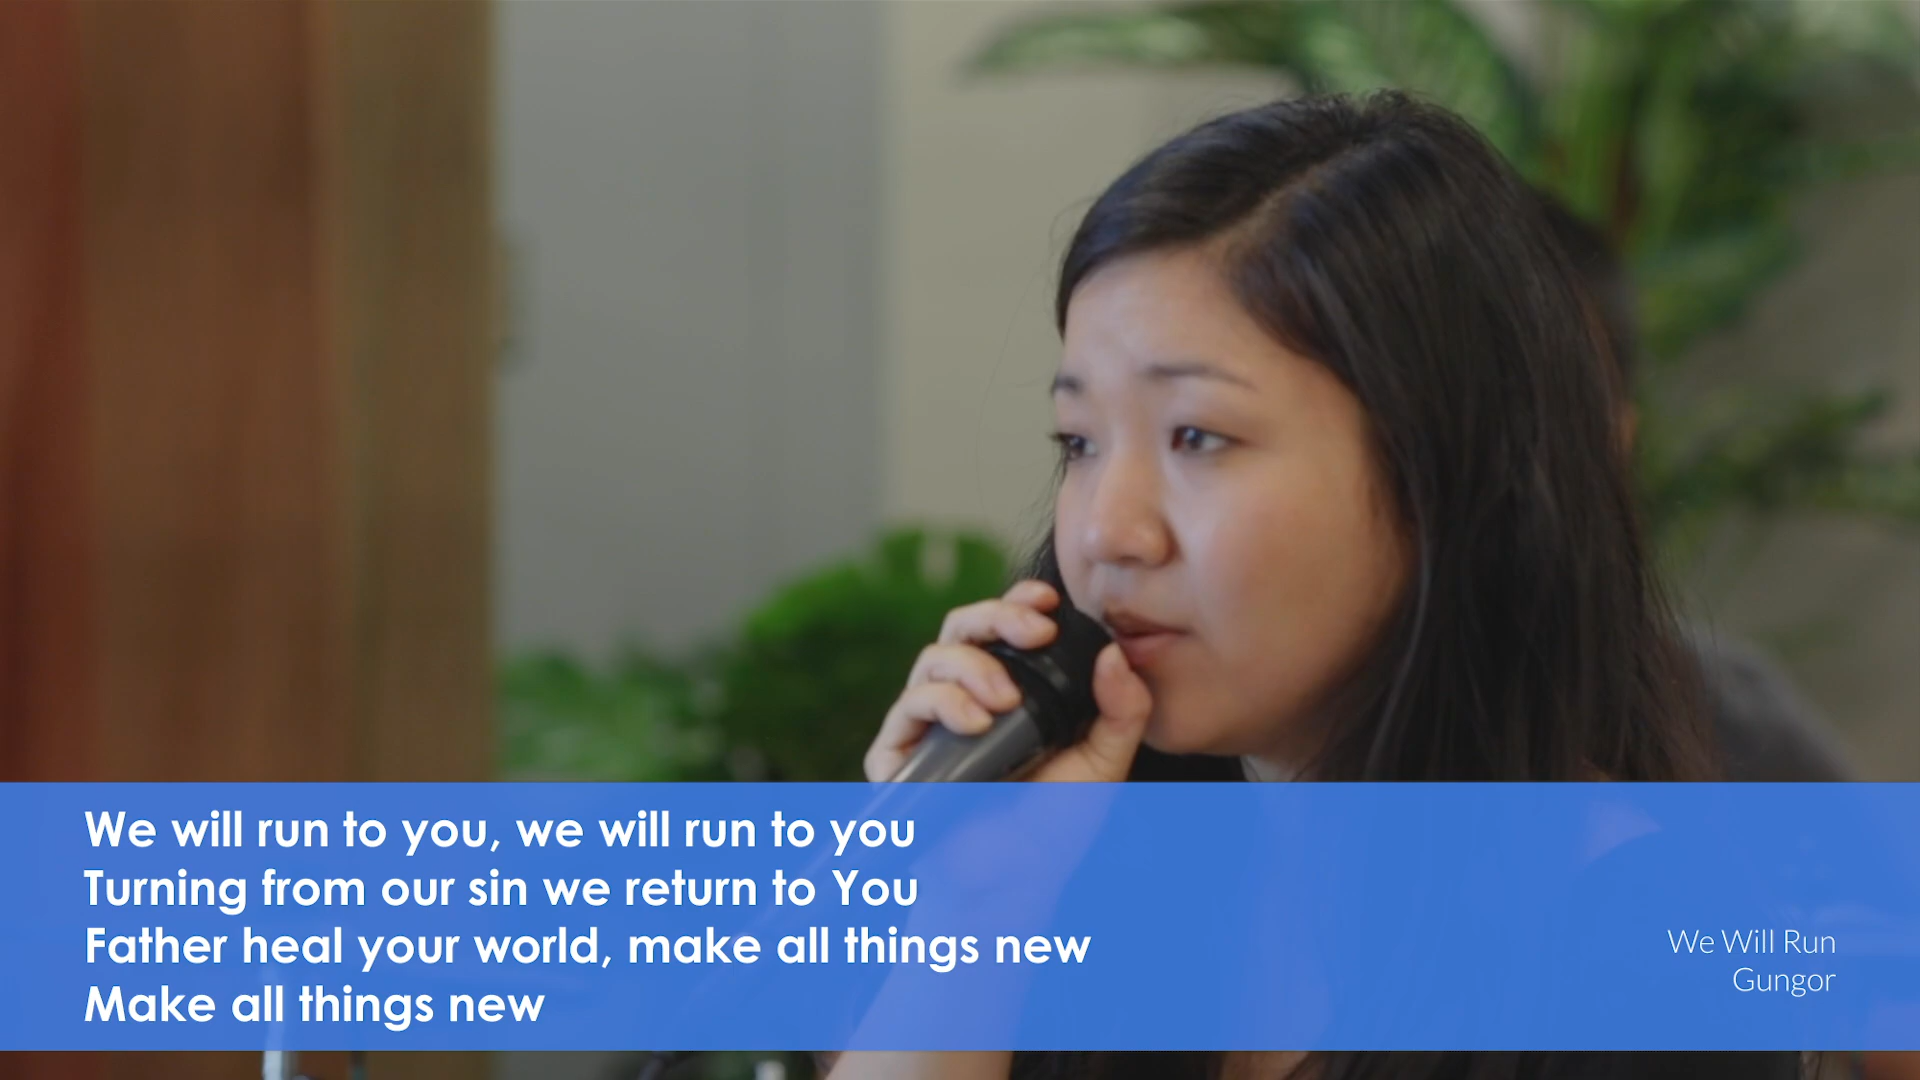 We will run to you, we will run to you
Turning from our sin we return to You
Father heal your world, make all things new
Make all things new
We Will Run
Gungor